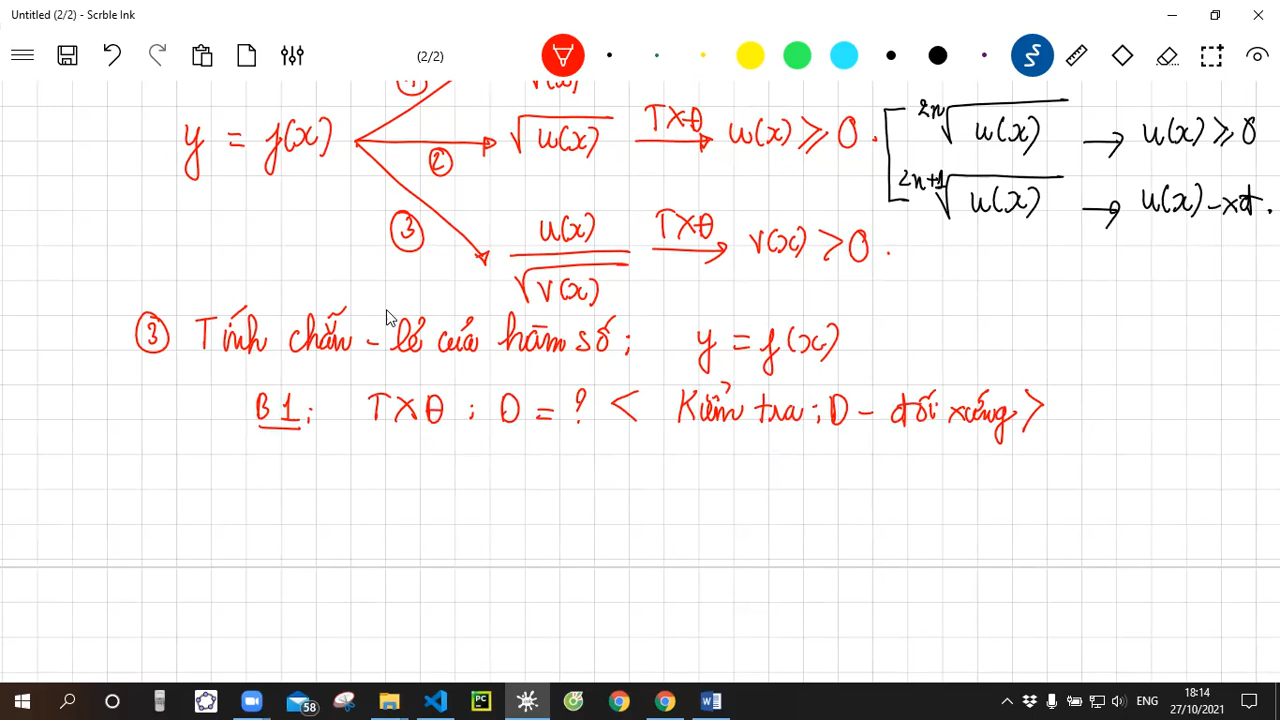 Untitled (2/2) - Scrble Ink
(2/2)
y = f(x)
② √u(x) TXĐ → u(x) ⩾ 0 .
2n√u(x) → u(x) ⩾ 0
2n+1√u(x) → u(x) - xđ .
③ u(x) / √v(x) TXĐ → v(x) > 0 .
③ Tính chẵn - lẻ của hàm số ; y = f(x)
B1 : TXĐ ; D = ? < Kiểm tra ; D - đối xứng >
58
PC
ENG
18:14
27/10/2021